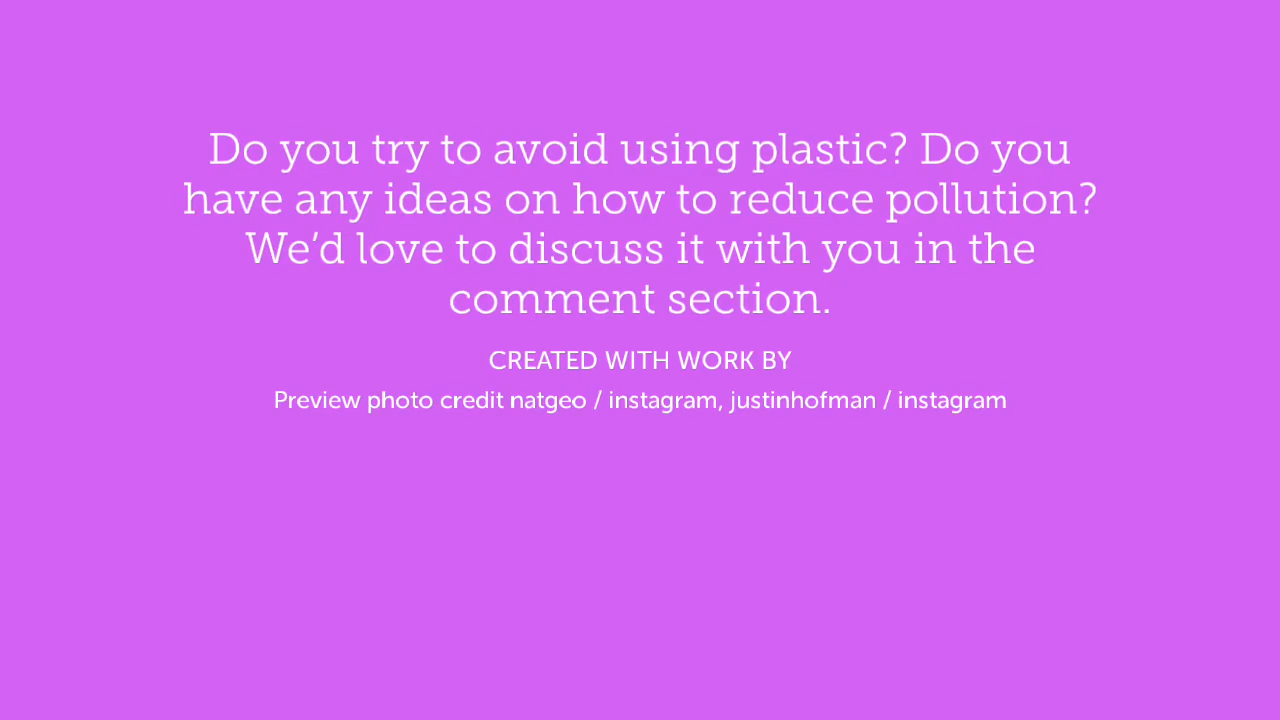 Do you try to avoid using plastic? Do you
have any ideas on how to reduce pollution?
We’d love to discuss it with you in the
comment section.
CREATED WITH WORK BY
Preview photo credit natgeo / instagram, justinhofman / instagram